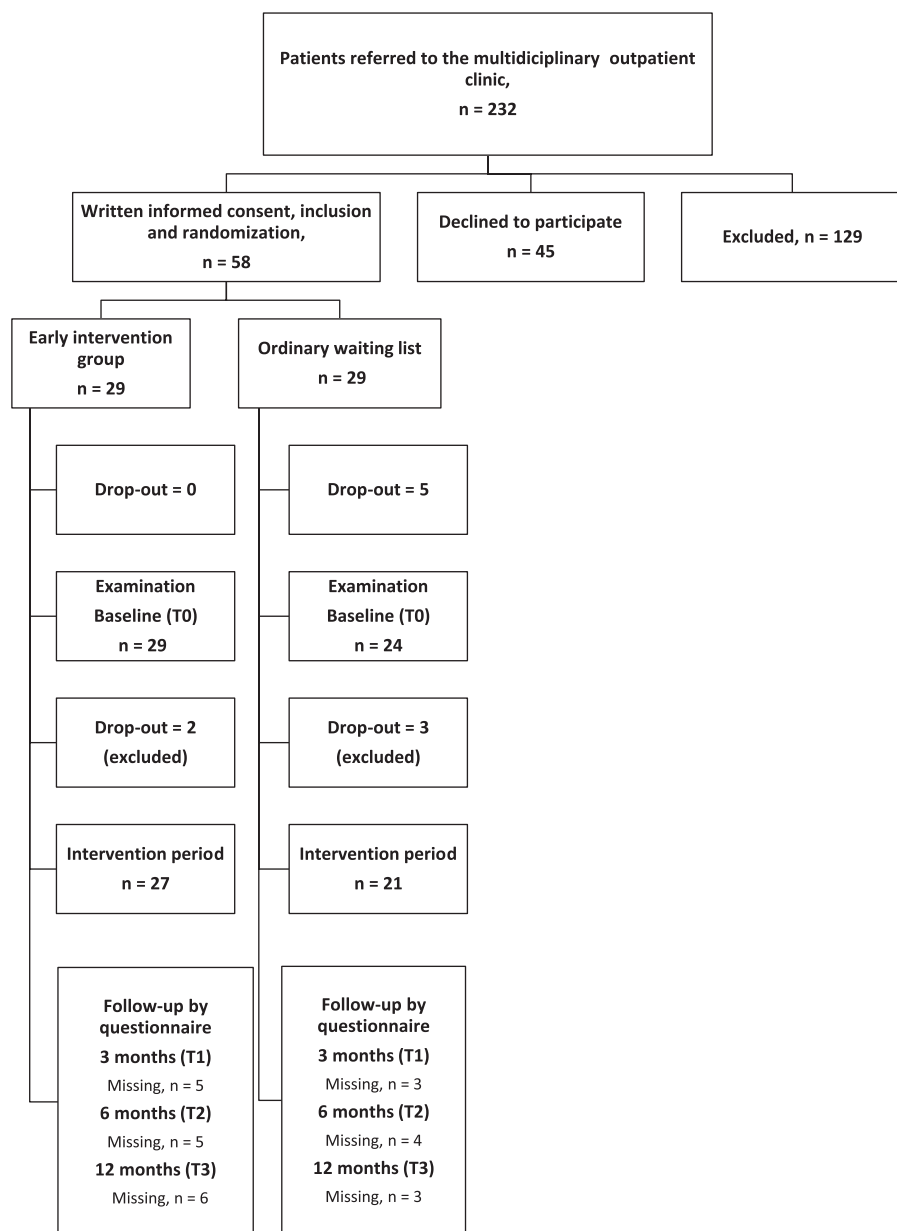 Patients referred to the multidiciplinary outpatient
clinic,
n = 232
Written informed consent, inclusion
and randomization,
n = 58
Declined to participate
n = 45
Excluded, n = 129
Early intervention
group
n = 29
Ordinary waiting list
n = 29
Drop-out = 0
Drop-out = 5
Examination
Baseline (T0)
n = 29
Examination
Baseline (T0)
n = 24
Drop-out = 2
(excluded)
Drop-out = 3
(excluded)
Intervention period
n = 27
Intervention period
n = 21
Follow-up by
questionnaire
3 months (T1)
Missing, n = 5
6 months (T2)
Missing, n = 5
12 months (T3)
Missing, n = 6
Follow-up by
questionnaire
3 months (T1)
Missing, n = 3
6 months (T2)
Missing, n = 4
12 months (T3)
Missing, n = 3